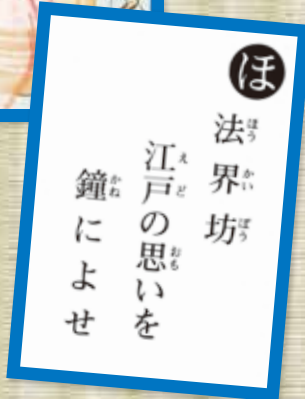 ほ
法界坊
江戸の思いを
鐘によせ